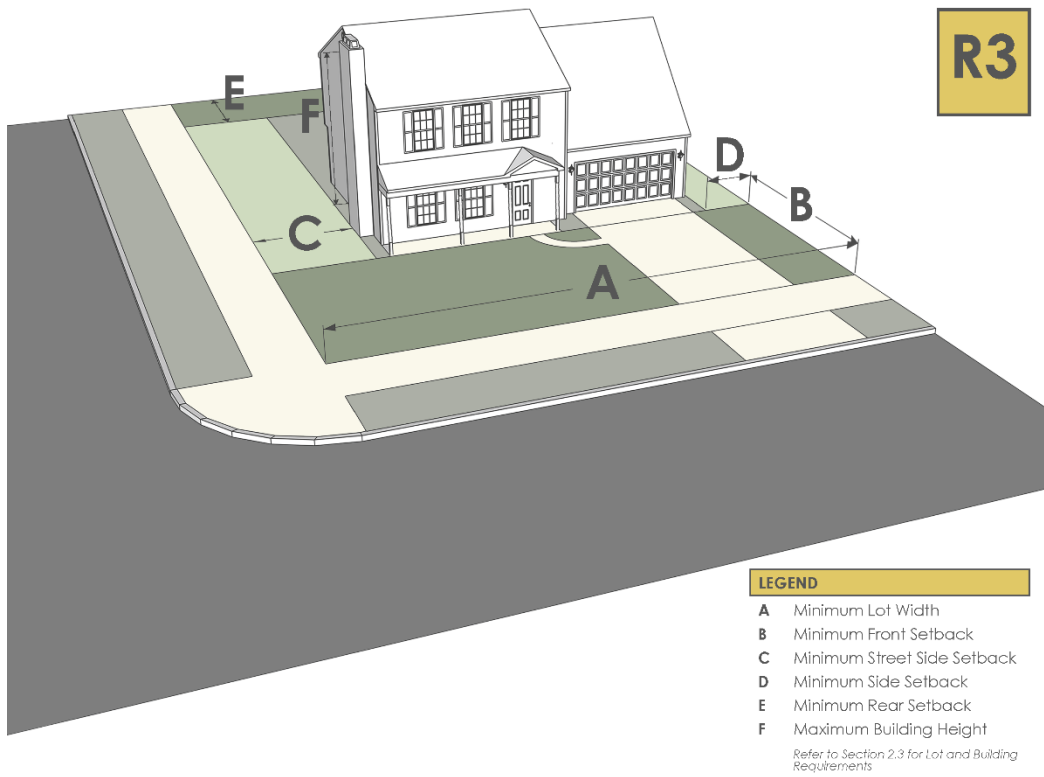 R3
E
F
D
B
C
A
LEGEND
A Minimum Lot Width
B Minimum Front Setback
C Minimum Street Side Setback
D Minimum Side Setback
E Minimum Rear Setback
F Maximum Building Height
Refer to Section 2.3 for Lot and Building
Requirements